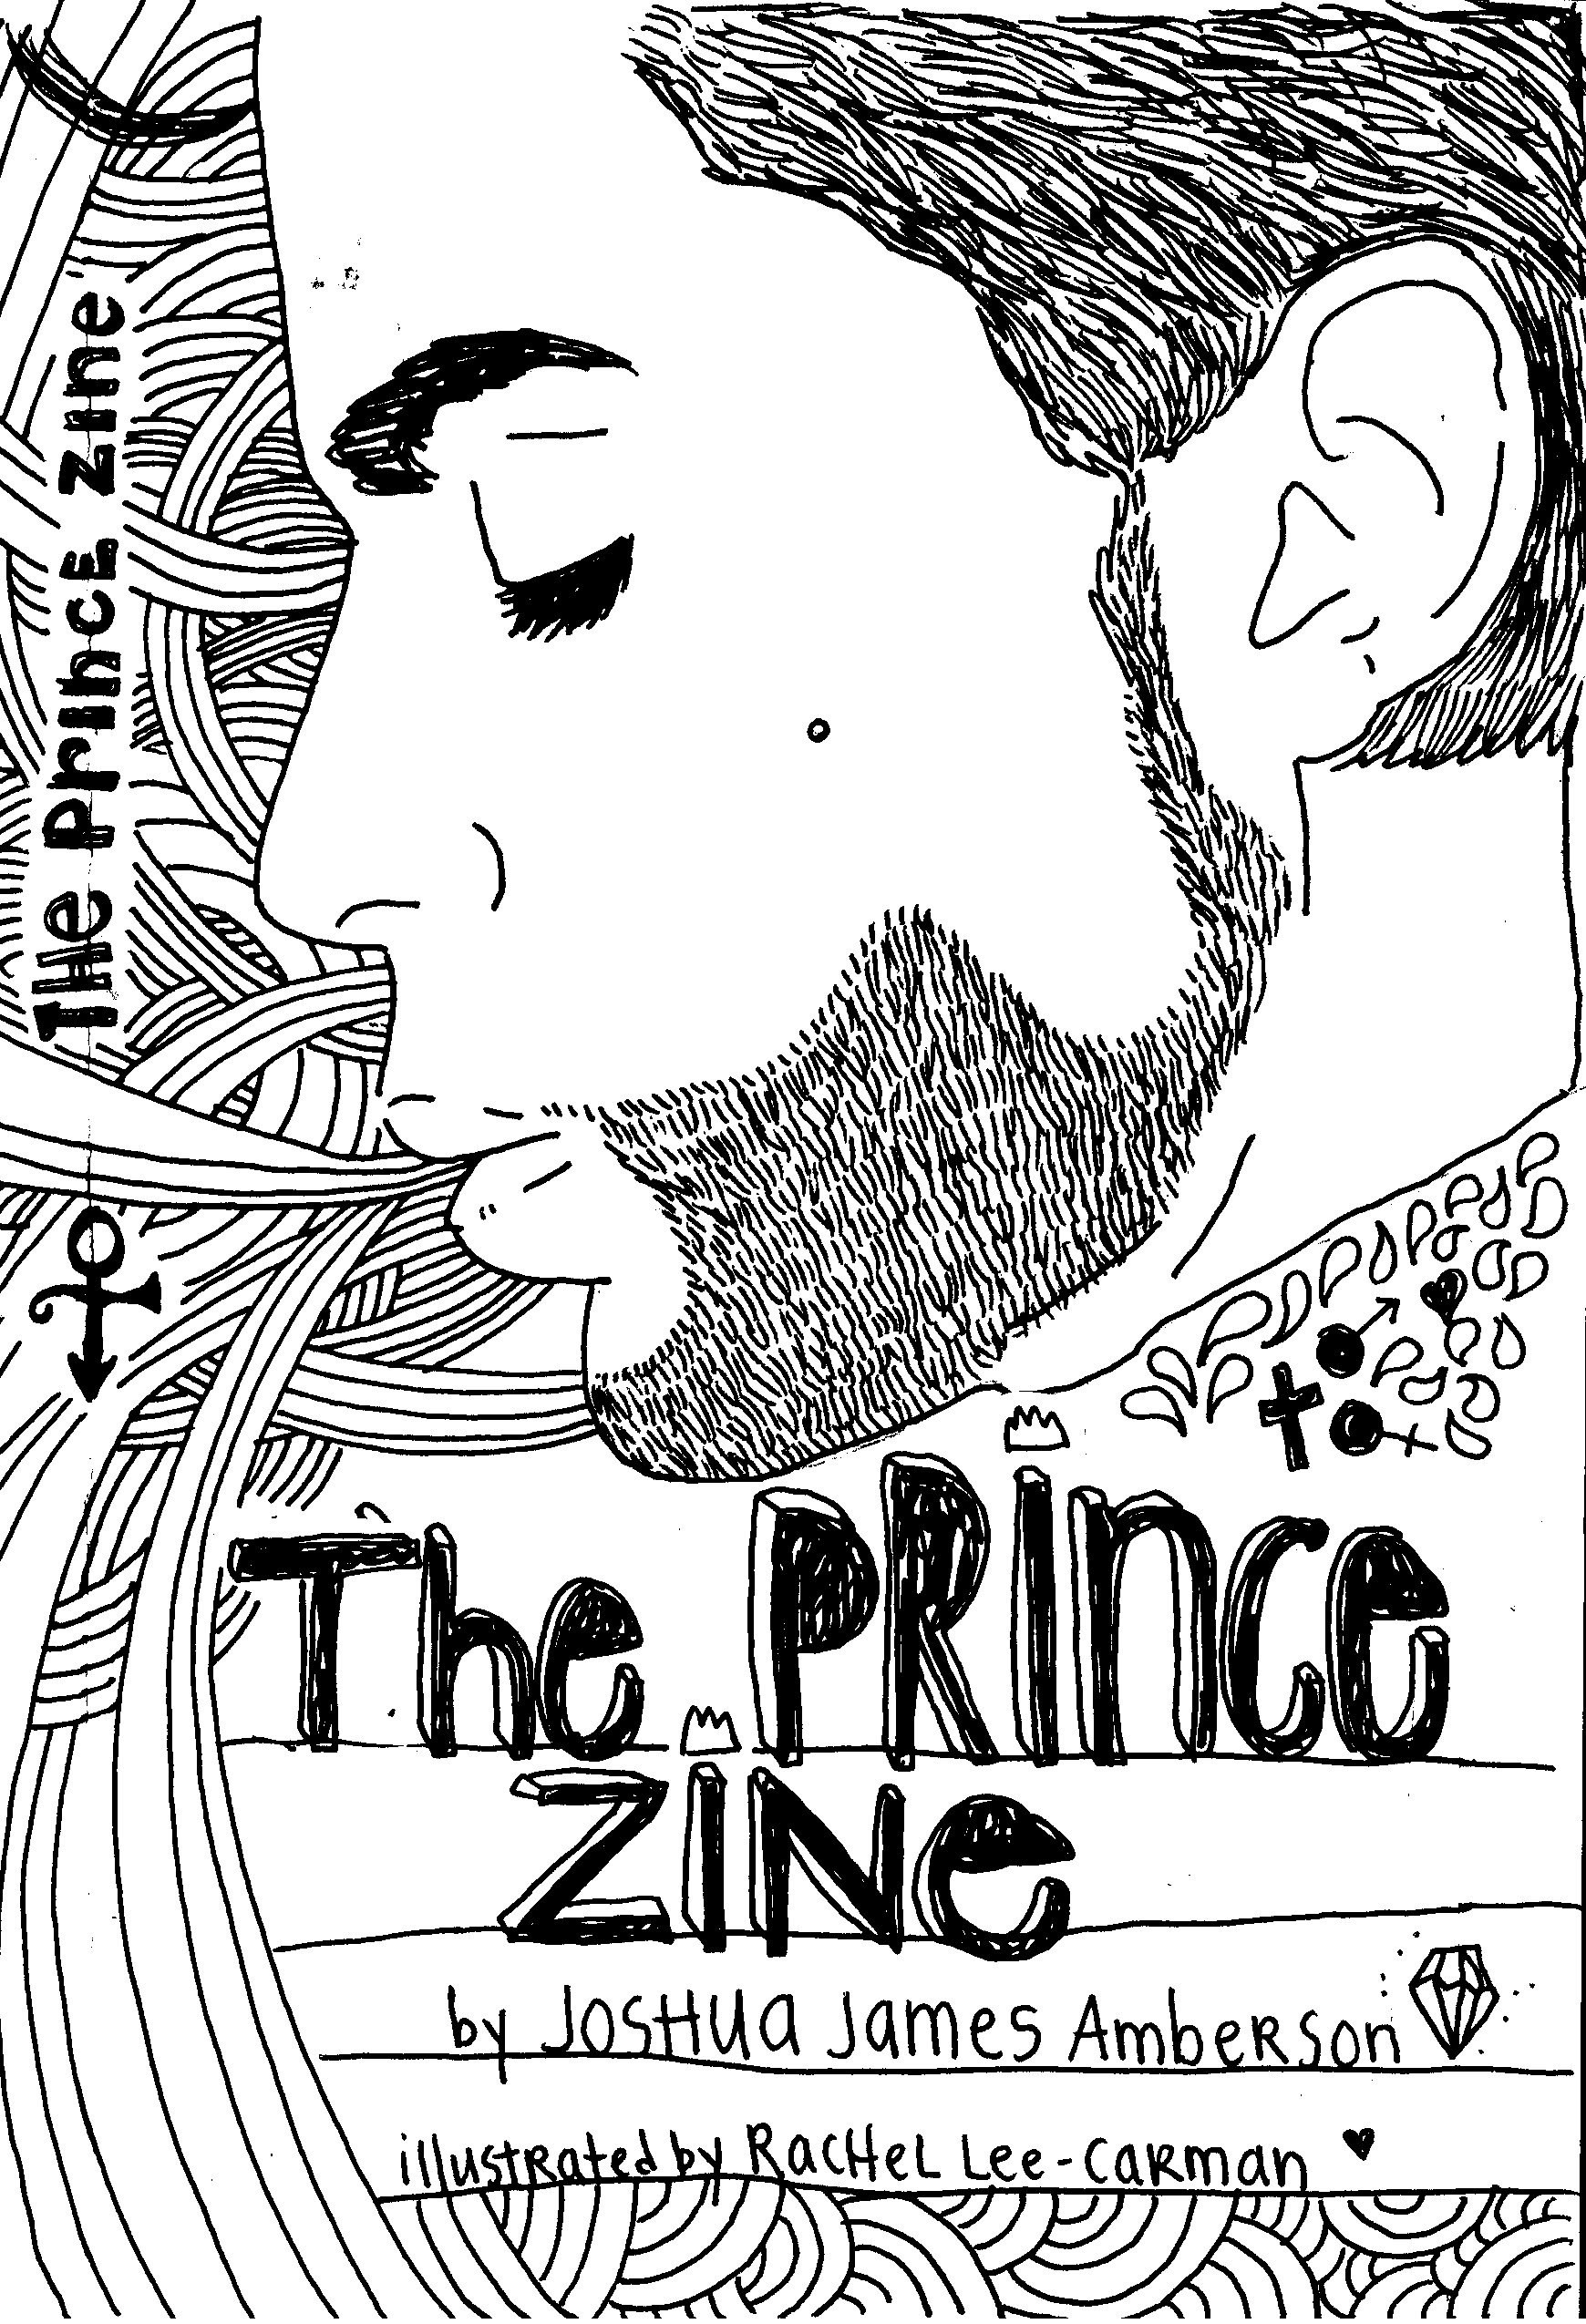 THe PrIncE zine
The PRince
ZiNe
by JosHua James AmbeRson
illustRated by RacHeL Lee-CaRman